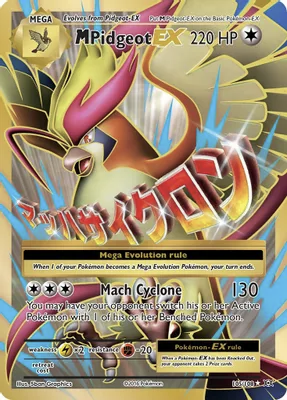 MEGA
Evolves from Pidgeot-EX
Put M Pidgeot-EX on the Basic Pokémon-EX
M Pidgeot EX 220 HP
マッハサイクロン
Mega Evolution rule
When 1 of your Pokémon becomes a Mega Evolution Pokémon, your turn ends.
Mach Cyclone 130
You may have your opponent switch his or her Active
Pokémon with 1 of his or her Benched Pokémon.
Pokémon-EX rule
When a Pokémon-EX has been Knocked Out,
your opponent takes 2 Prize cards.
weakness ×2 resistance -20
retreat cost
Illus. 5ban Graphics
©2016 Pokémon
105/108